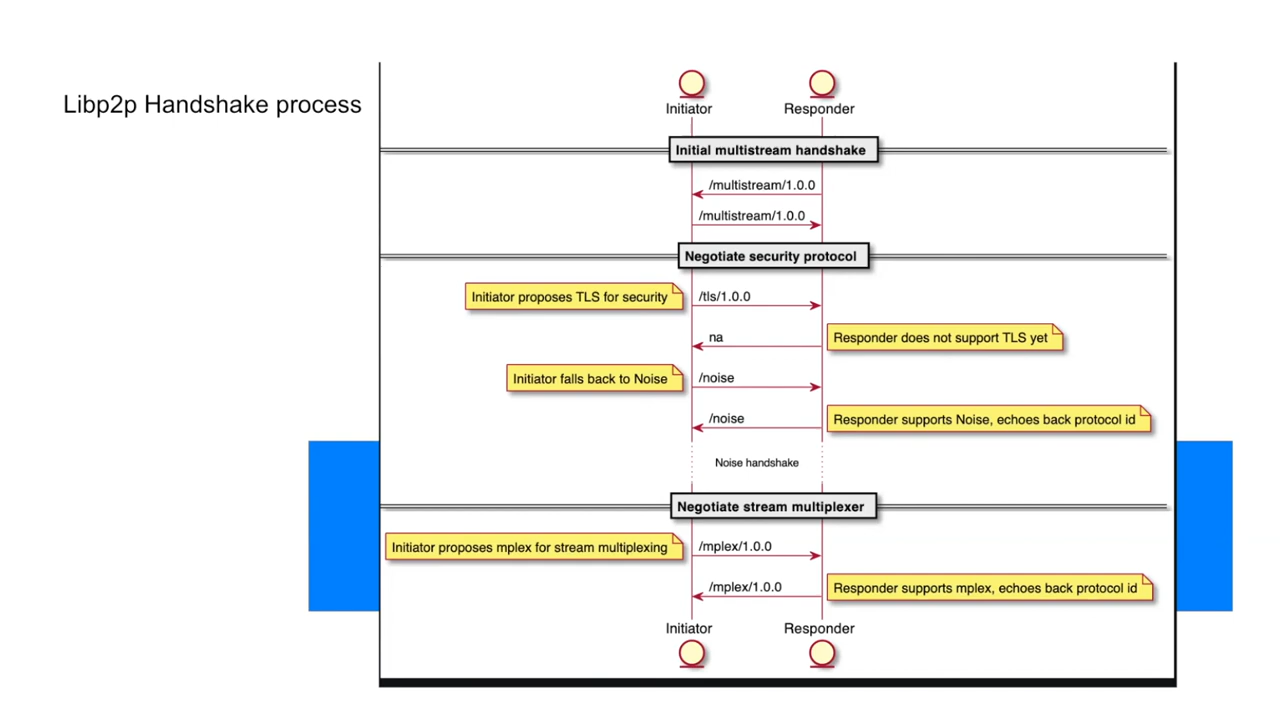 Libp2p Handshake process
Initiator
Responder
Initial multistream handshake
/multistream/1.0.0
/multistream/1.0.0
Negotiate security protocol
Initiator proposes TLS for security
/tls/1.0.0
na
Responder does not support TLS yet
Initiator falls back to Noise
/noise
/noise
Responder supports Noise, echoes back protocol id
Noise handshake
Negotiate stream multiplexer
Initiator proposes mplex for stream multiplexing
/mplex/1.0.0
/mplex/1.0.0
Responder supports mplex, echoes back protocol id
Initiator
Responder